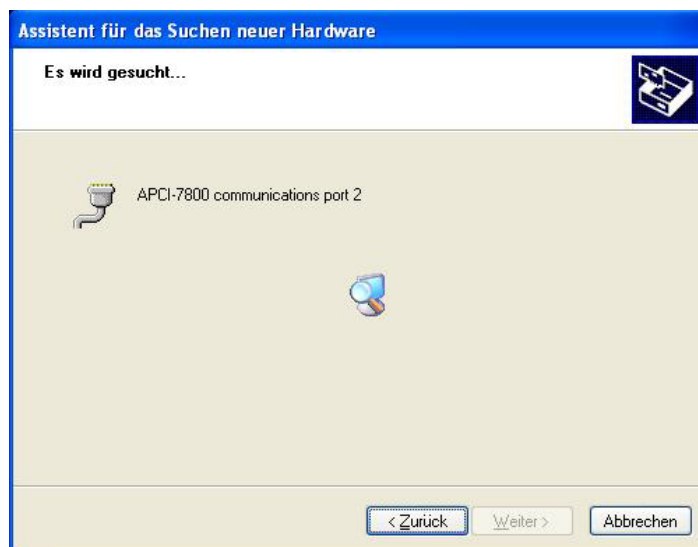 Assistent für das Suchen neuer Hardware
Es wird gesucht...
APCI-7800 communications port 2
< Zurück
Weiter >
Abbrechen